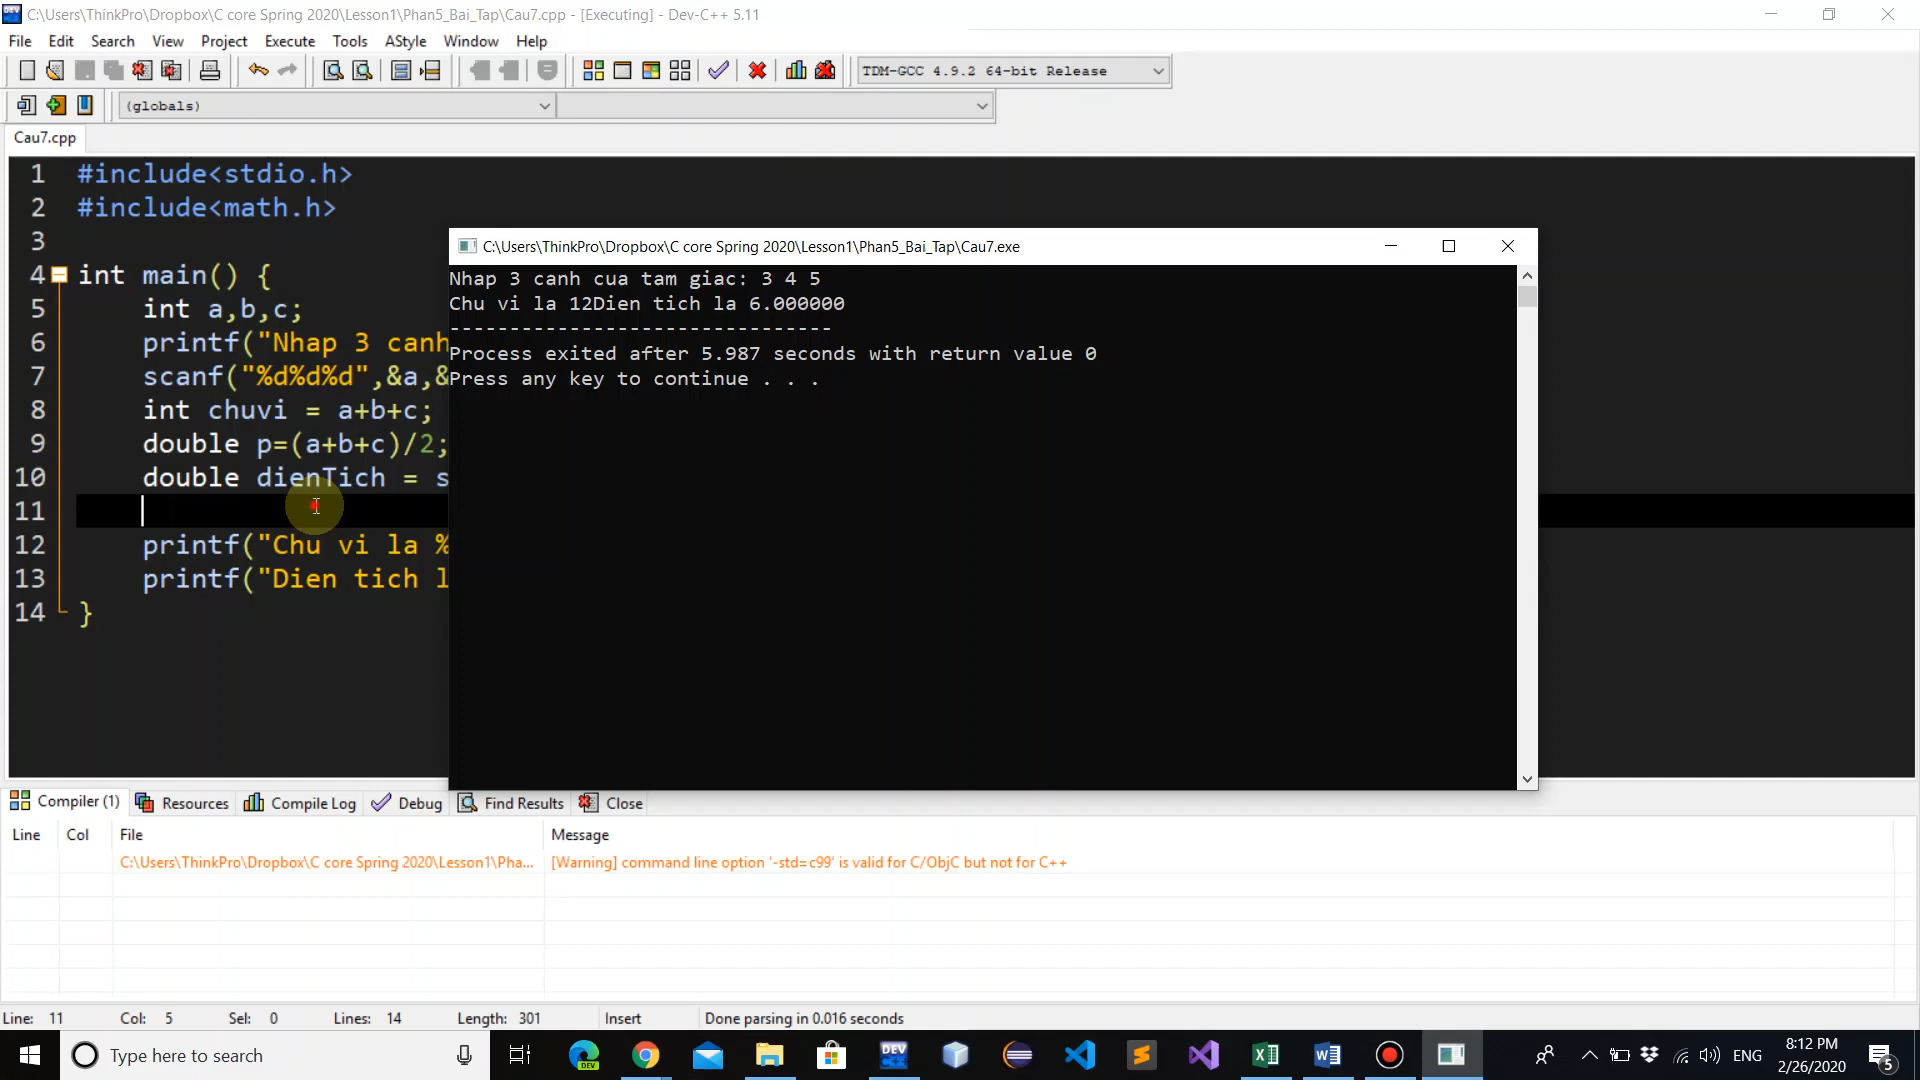 C:\Users\ThinkPro\Dropbox\C core Spring 2020\Lesson1\Phan5_Bai_Tap\Cau7.cpp - [Executing] - Dev-C++ 5.11
File Edit Search View Project Execute Tools AStyle Window Help
TDM-GCC 4.9.2 64-bit Release
(globals)
Cau7.cpp
1 #include<stdio.h>
2 #include<math.h>
3
4 int main() {
5 int a,b,c;
6 printf("Nhap 3 canh
7 scanf("%d%d%d",&a,&
8 int chuvi = a+b+c;
9 double p=(a+b+c)/2;
10 double dienTich = s
11
12 printf("Chu vi la %
13 printf("Dien tich l
14 }
C:\Users\ThinkPro\Dropbox\C core Spring 2020\Lesson1\Phan5_Bai_Tap\Cau7.exe
Nhap 3 canh cua tam giac: 3 4 5
Chu vi la 12Dien tich la 6.000000
--------------------------------
Process exited after 5.987 seconds with return value 0
Press any key to continue . . .
Compiler (1) Resources Compile Log Debug Find Results Close
Line Col File Message
C:\Users\ThinkPro\Dropbox\C core Spring 2020\Lesson1\Pha... [Warning] command line option '-std=c99' is valid for C/ObjC but not for C++
Line: 11 Col: 5 Sel: 0 Lines: 14 Length: 301 Insert Done parsing in 0.016 seconds
Type here to search
DEV
DEV
ENG
8:12 PM
2/26/2020
5